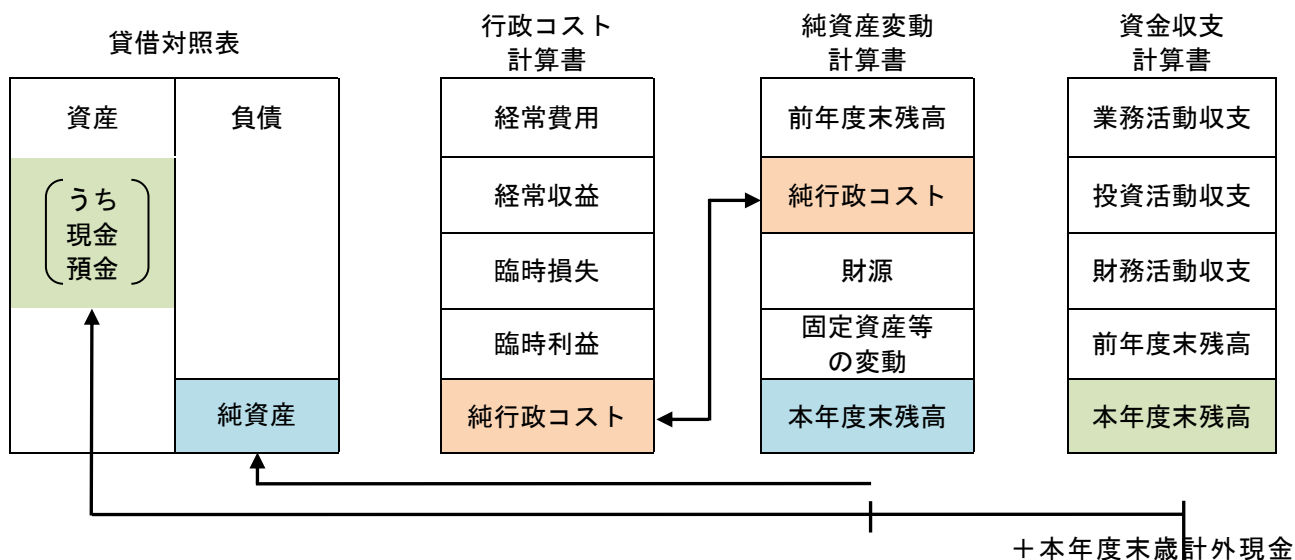 貸借対照表
資産
負債
うち
現金
預金
純資産
行政コスト
計算書
経常費用
経常収益
臨時損失
臨時利益
純行政コスト
純資産変動
計算書
前年度末残高
純行政コスト
財源
固定資産等
の変動
本年度末残高
資金収支
計算書
業務活動収支
投資活動収支
財務活動収支
前年度末残高
本年度末残高
＋本年度末歳計外現金